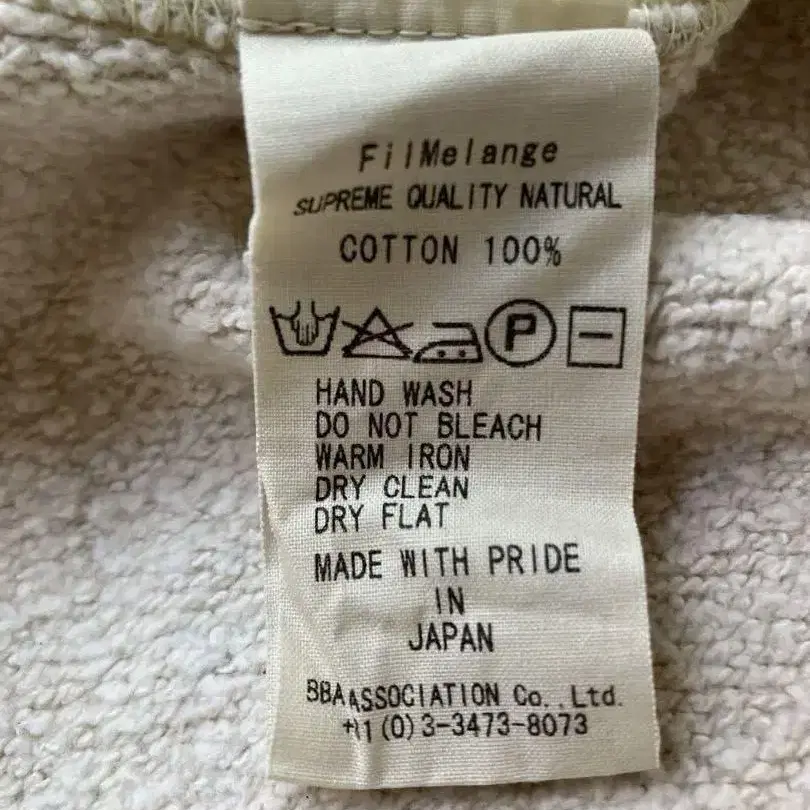 FilMelange
SUPREME QUALITY NATURAL
COTTON 100%
P
HAND WASH
DO NOT BLEACH
WARM IRON
DRY CLEAN
DRY FLAT
MADE WITH PRIDE
IN
JAPAN
BBA ASSOCIATION Co., Ltd.
(0)3-3473-8073